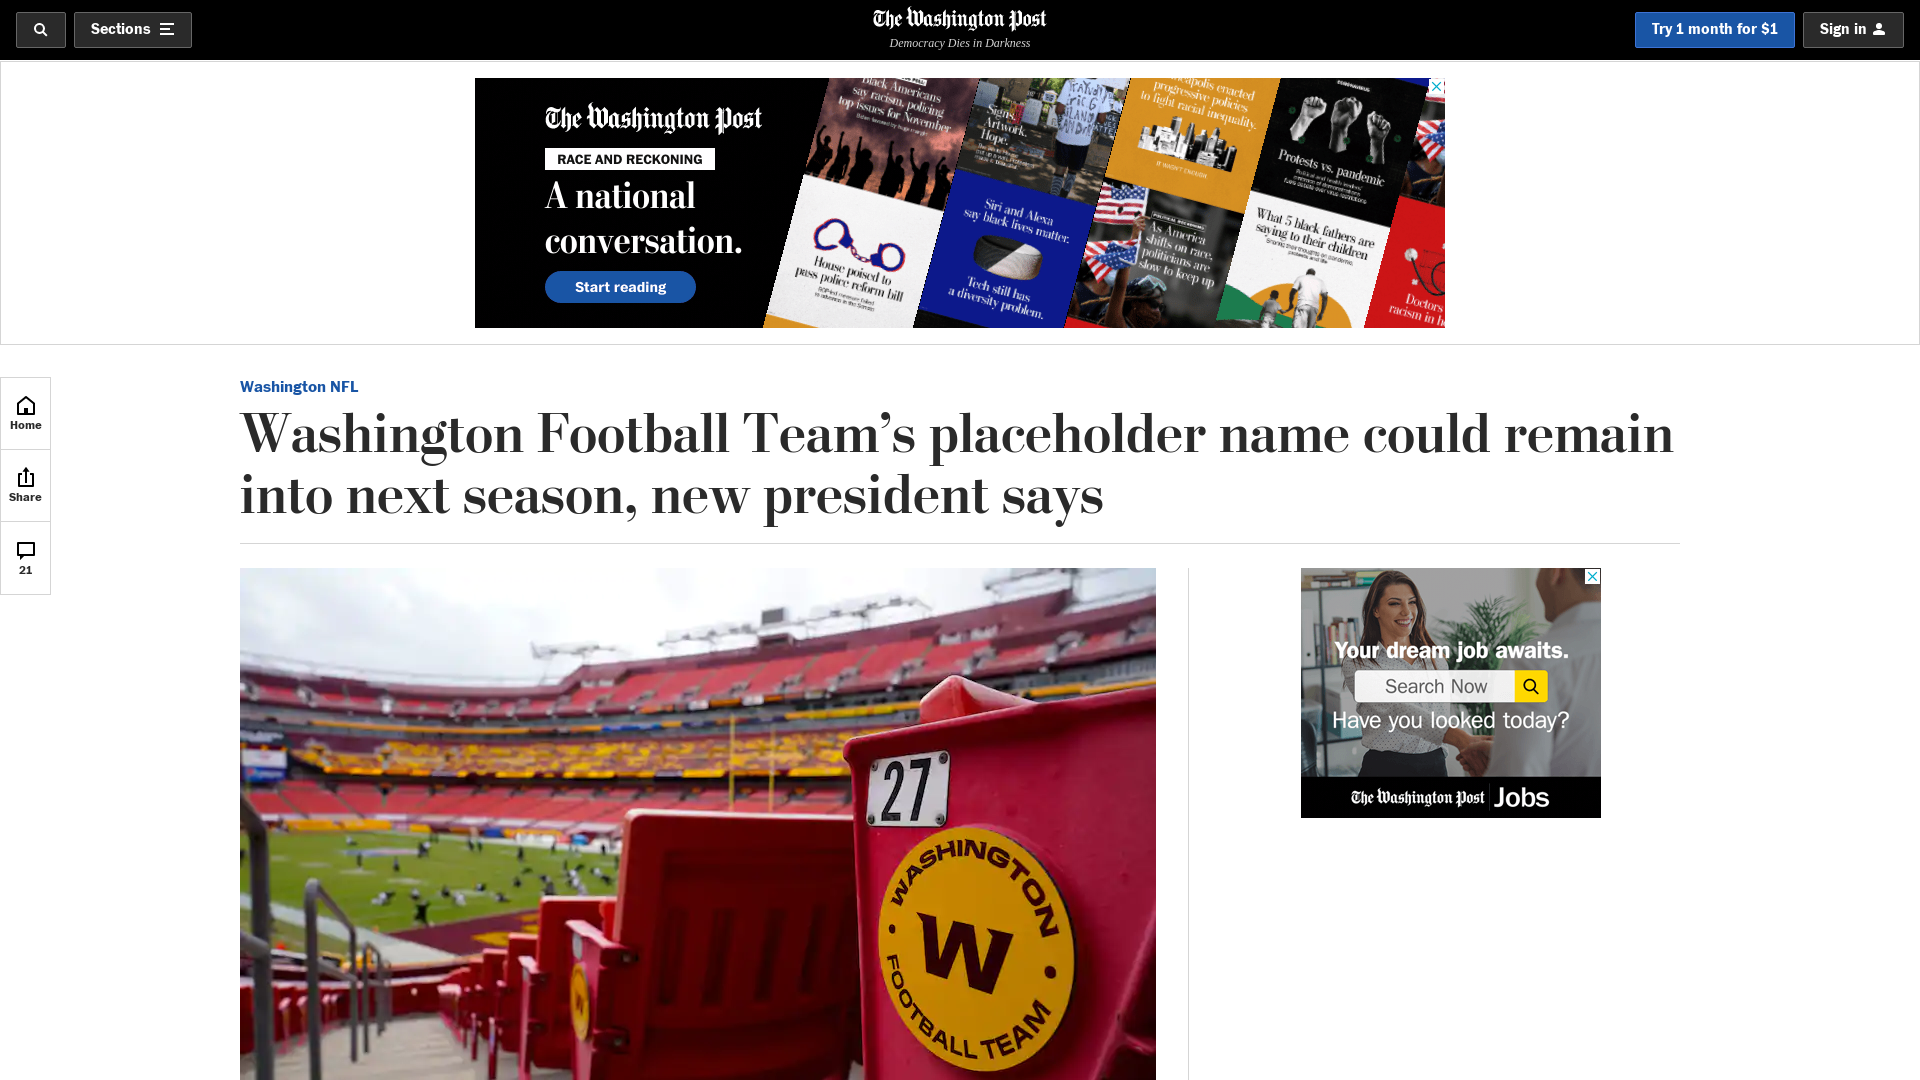 Sections
The Washington Post
Democracy Dies in Darkness
Try 1 month for $1
Sign in
The Washington Post
RACE AND RECKONING
A national
conversation.
Start reading
Black Americans
say racism, policing
top issues for November
Signs.
Artwork.
Hope.
to fight racial inequality.
IT WASN'T ENOUGH.
CORONAVIRUS
Protests vs. pandemic
House poised to
pass police reform bill
Siri and Alexa
say black lives matter.
Tech still has
a diversity problem.
As America
shifts on race,
politicians are
slow to keep up
What 5 black fathers are
saying to their children
Doctors
racism in
Home
Share
21
Washington NFL
Washington Football Team’s placeholder name could remain
into next season, new president says
27
WASHINGTON
W
FOOTBALL TEAM
Your dream job awaits.
Search Now
Have you looked today?
The Washington Post Jobs